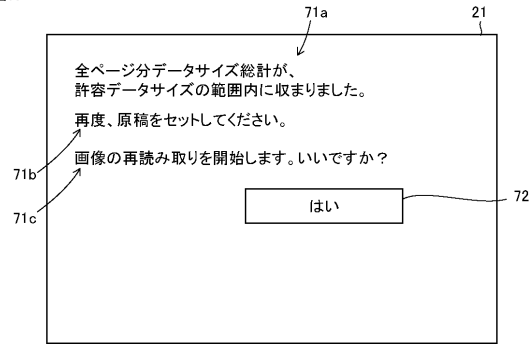 71a
21
全ページ分データサイズ総計が、
許容データサイズの範囲内に収まりました。
再度、原稿をセットしてください。
71b
画像の再読み取りを開始します。いいですか？
71c
はい
72